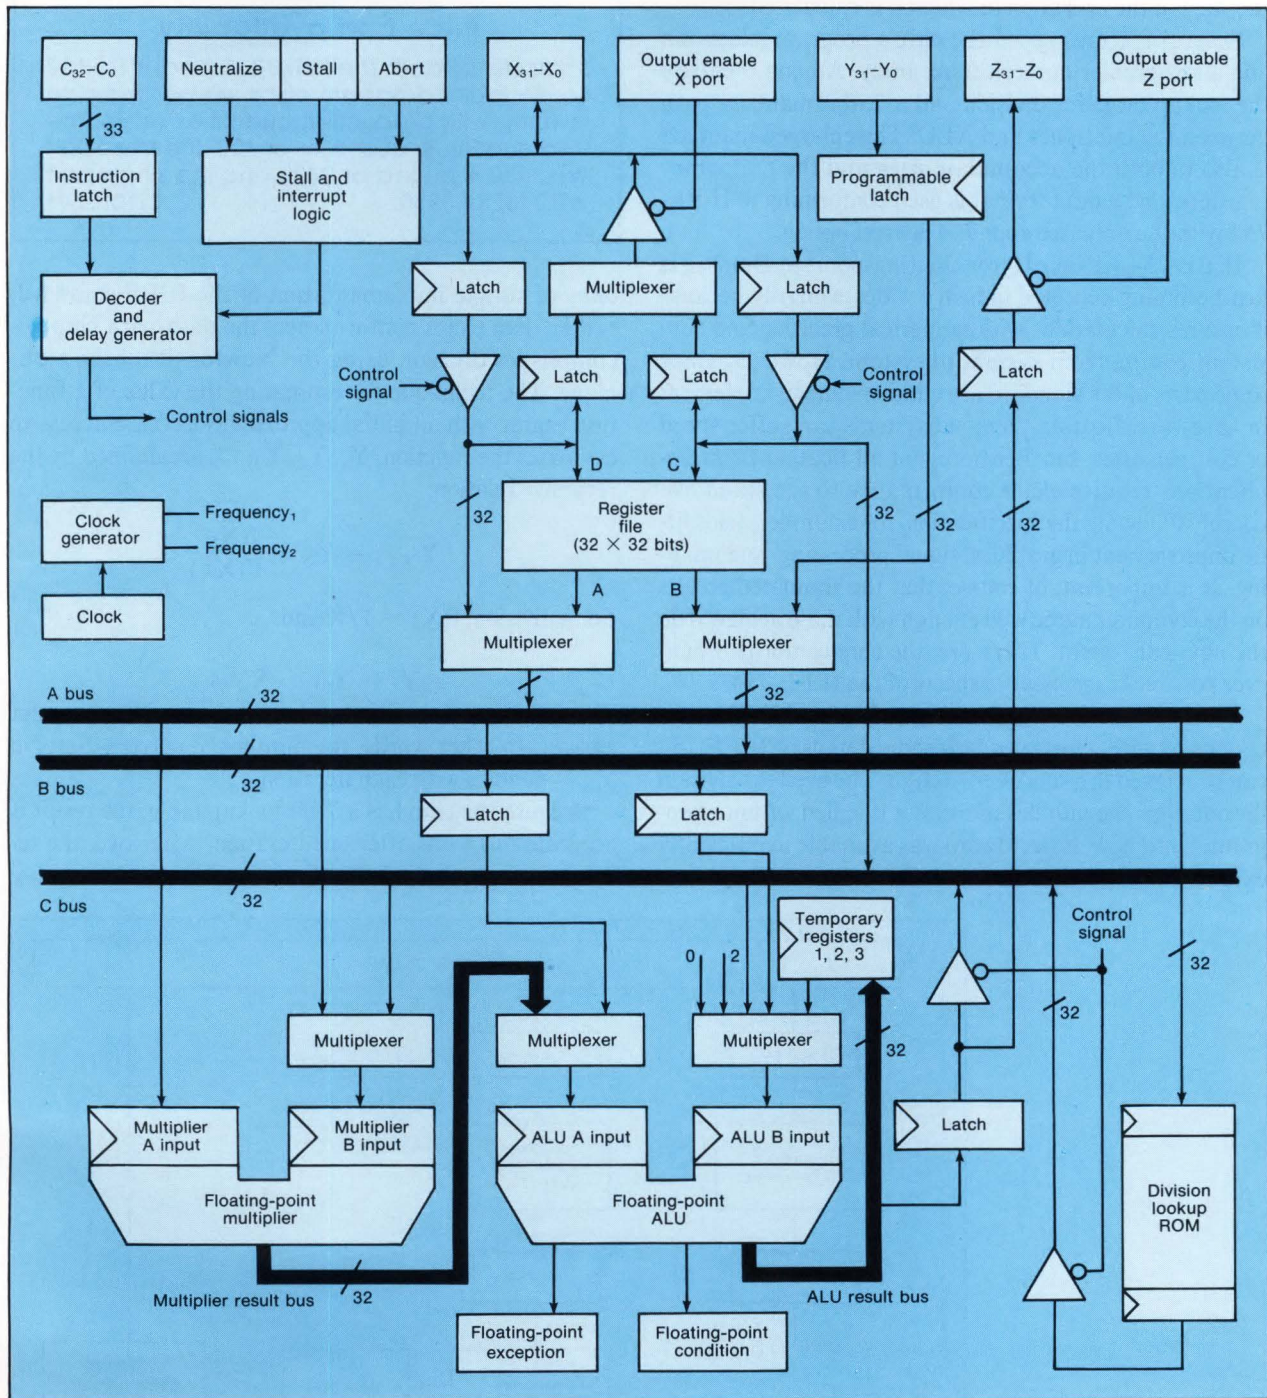 C₃₂–C₀
Neutralize
Stall
Abort
X₃₁–X₀
Output enable
X port
Y₃₁–Y₀
Z₃₁–Z₀
Output enable
Z port
33
Instruction
latch
Stall and
interrupt
logic
Programmable
latch
Decoder
and
delay generator
Latch
Multiplexer
Latch
Control
signal
Latch
Latch
Control
signal
Latch
Control signals
D
C
32
Register
file
(32 × 32 bits)
32
32
32
Clock
generator
Frequency₁
Frequency₂
Clock
A
B
Multiplexer
Multiplexer
A bus
32
32
B bus
32
Latch
Latch
C bus
32
Temporary
registers
1, 2, 3
Control
signal
0
2
32
32
Multiplexer
Multiplexer
Multiplexer
32
Multiplier
A input
Multiplier
B input
ALU A input
ALU B input
Latch
Floating-point
multiplier
Floating-point
ALU
Division
lookup
ROM
Multiplier result bus
32
ALU result bus
Floating-point
exception
Floating-point
condition